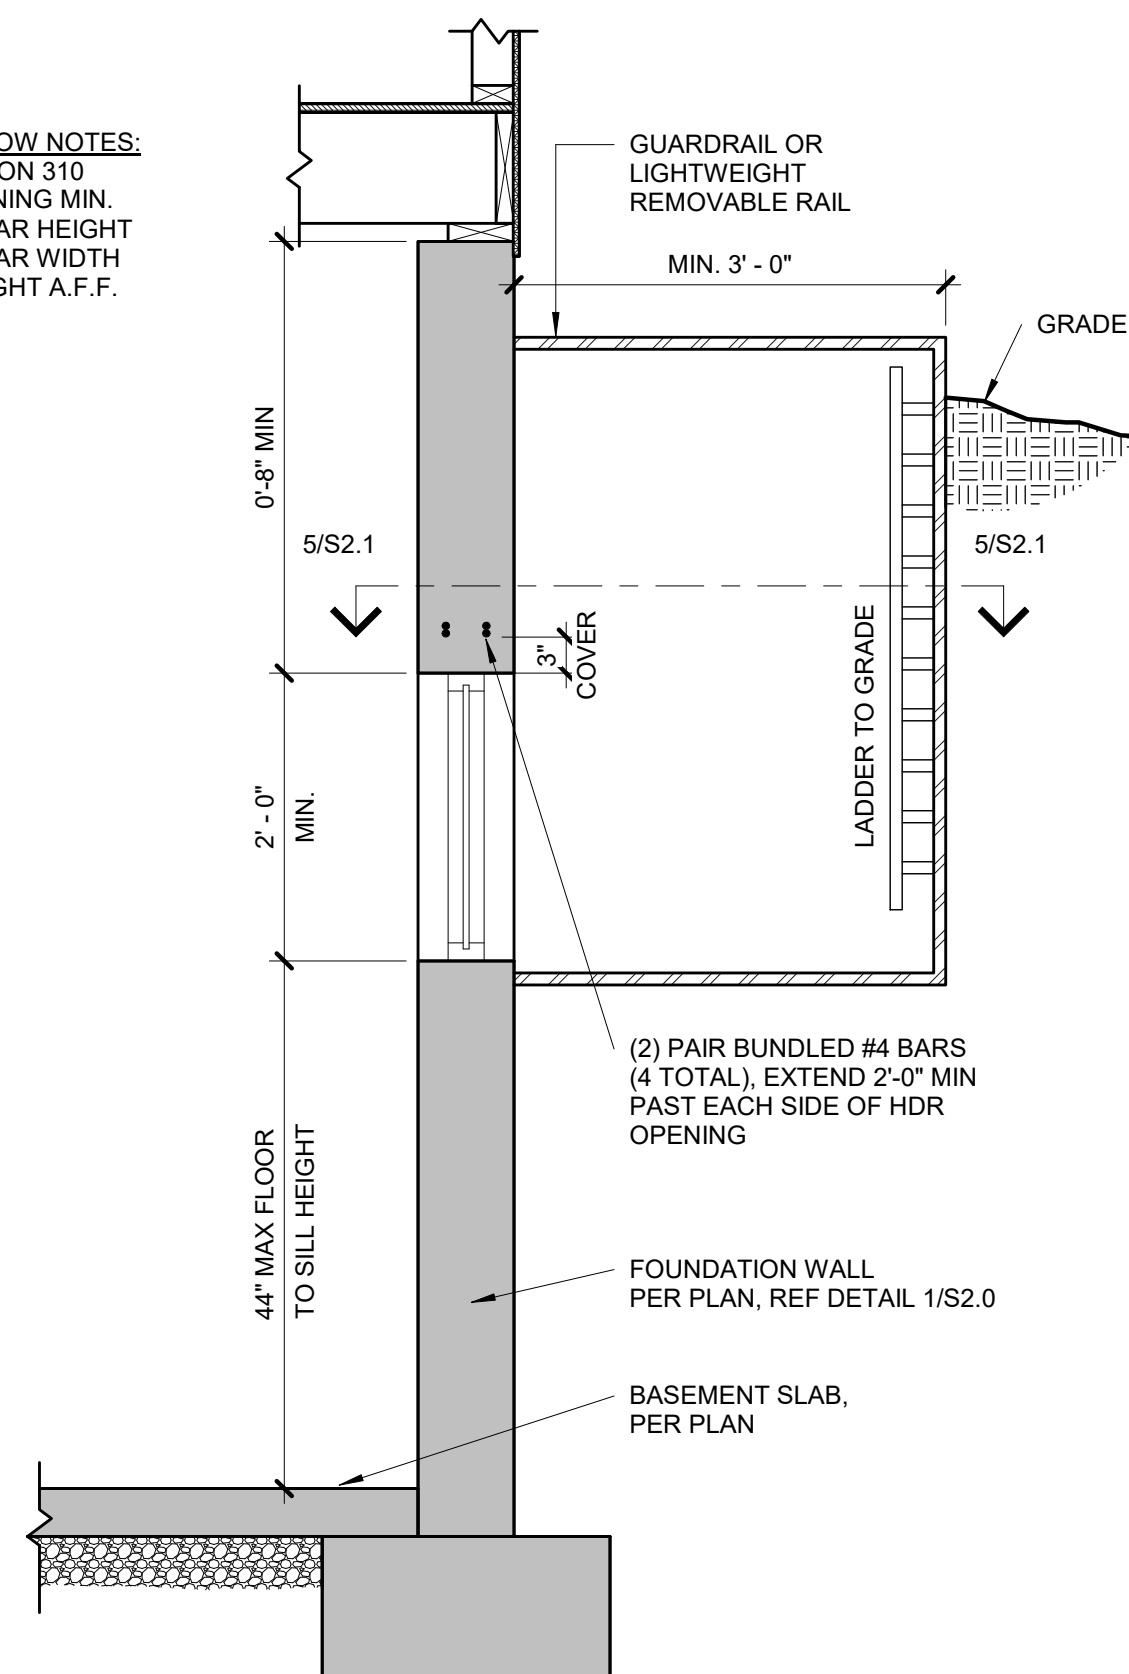 OW NOTES:
ON 310
NING MIN.
AR HEIGHT
AR WIDTH
GHT A.F.F.
GUARDRAIL OR
LIGHTWEIGHT
REMOVABLE RAIL
MIN. 3' - 0"
GRADE
0'-8" MIN
5/S2.1
5/S2.1
3"
COVER
LADDER TO GRADE
2' - 0"
MIN.
(2) PAIR BUNDLED #4 BARS
(4 TOTAL), EXTEND 2'-0" MIN
PAST EACH SIDE OF HDR
OPENING
44" MAX FLOOR
TO SILL HEIGHT
FOUNDATION WALL
PER PLAN, REF DETAIL 1/S2.0
BASEMENT SLAB,
PER PLAN